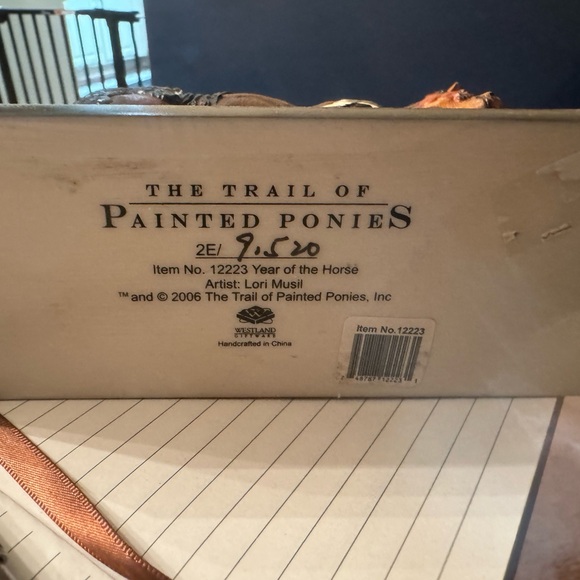 THE TRAIL OF
PAINTED PONIES
2E/ 9.520
Item No. 12223 Year of the Horse
Artist: Lori Musil
™ and © 2006 The Trail of Painted Ponies, Inc
WESTLAND
GIFTWARE
Handcrafted in China
Item No.12223